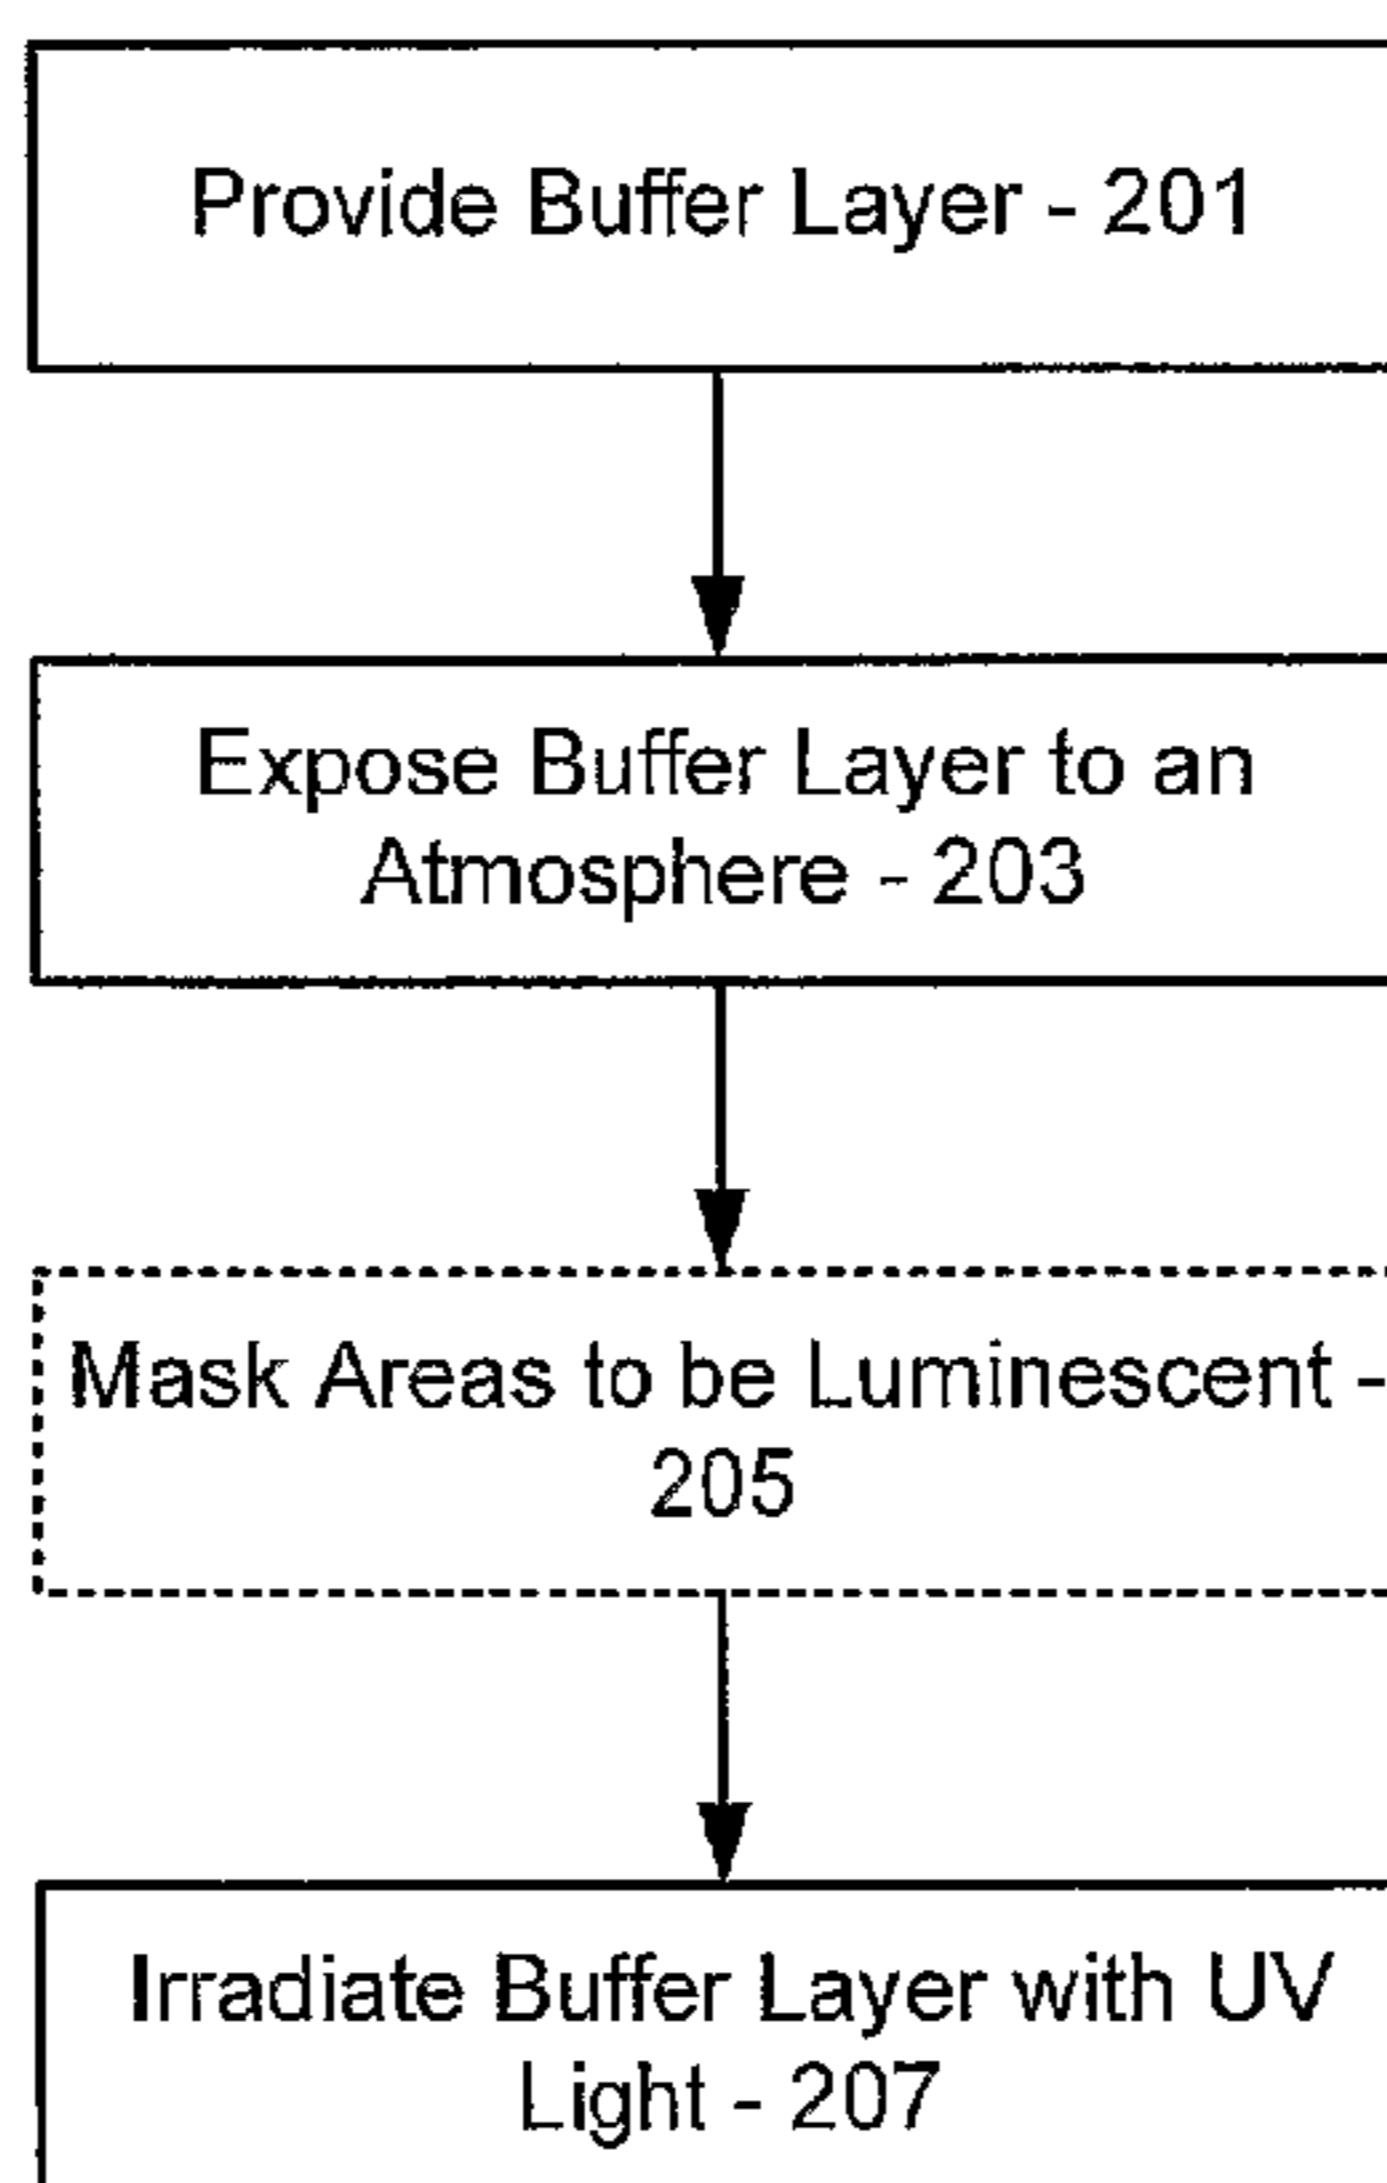 Provide Buffer Layer - 201
Expose Buffer Layer to an
Atmosphere - 203
Mask Areas to be Luminescent -
205
Irradiate Buffer Layer with UV
Light - 207